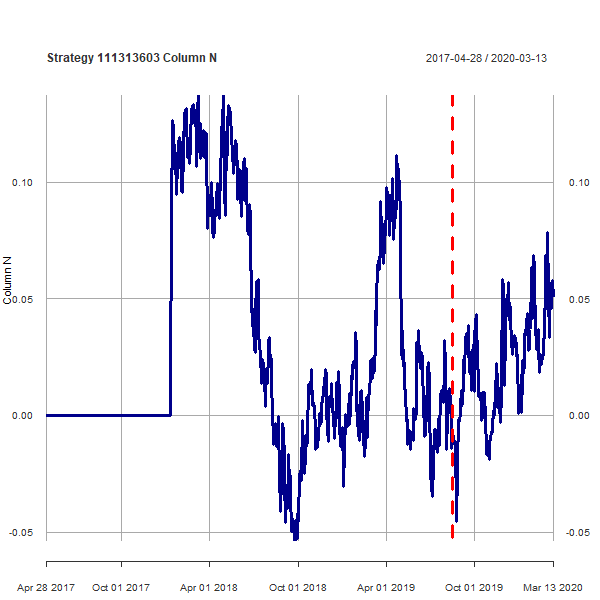 Strategy 111313603 Column N
2017-04-28 / 2020-03-13
0.10 0.10
0.05 0.05
Column N
0.00 0.00
-0.05 -0.05
Apr 28 2017 Oct 01 2017 Apr 01 2018 Oct 01 2018 Apr 01 2019 Oct 01 2019 Mar 13 2020